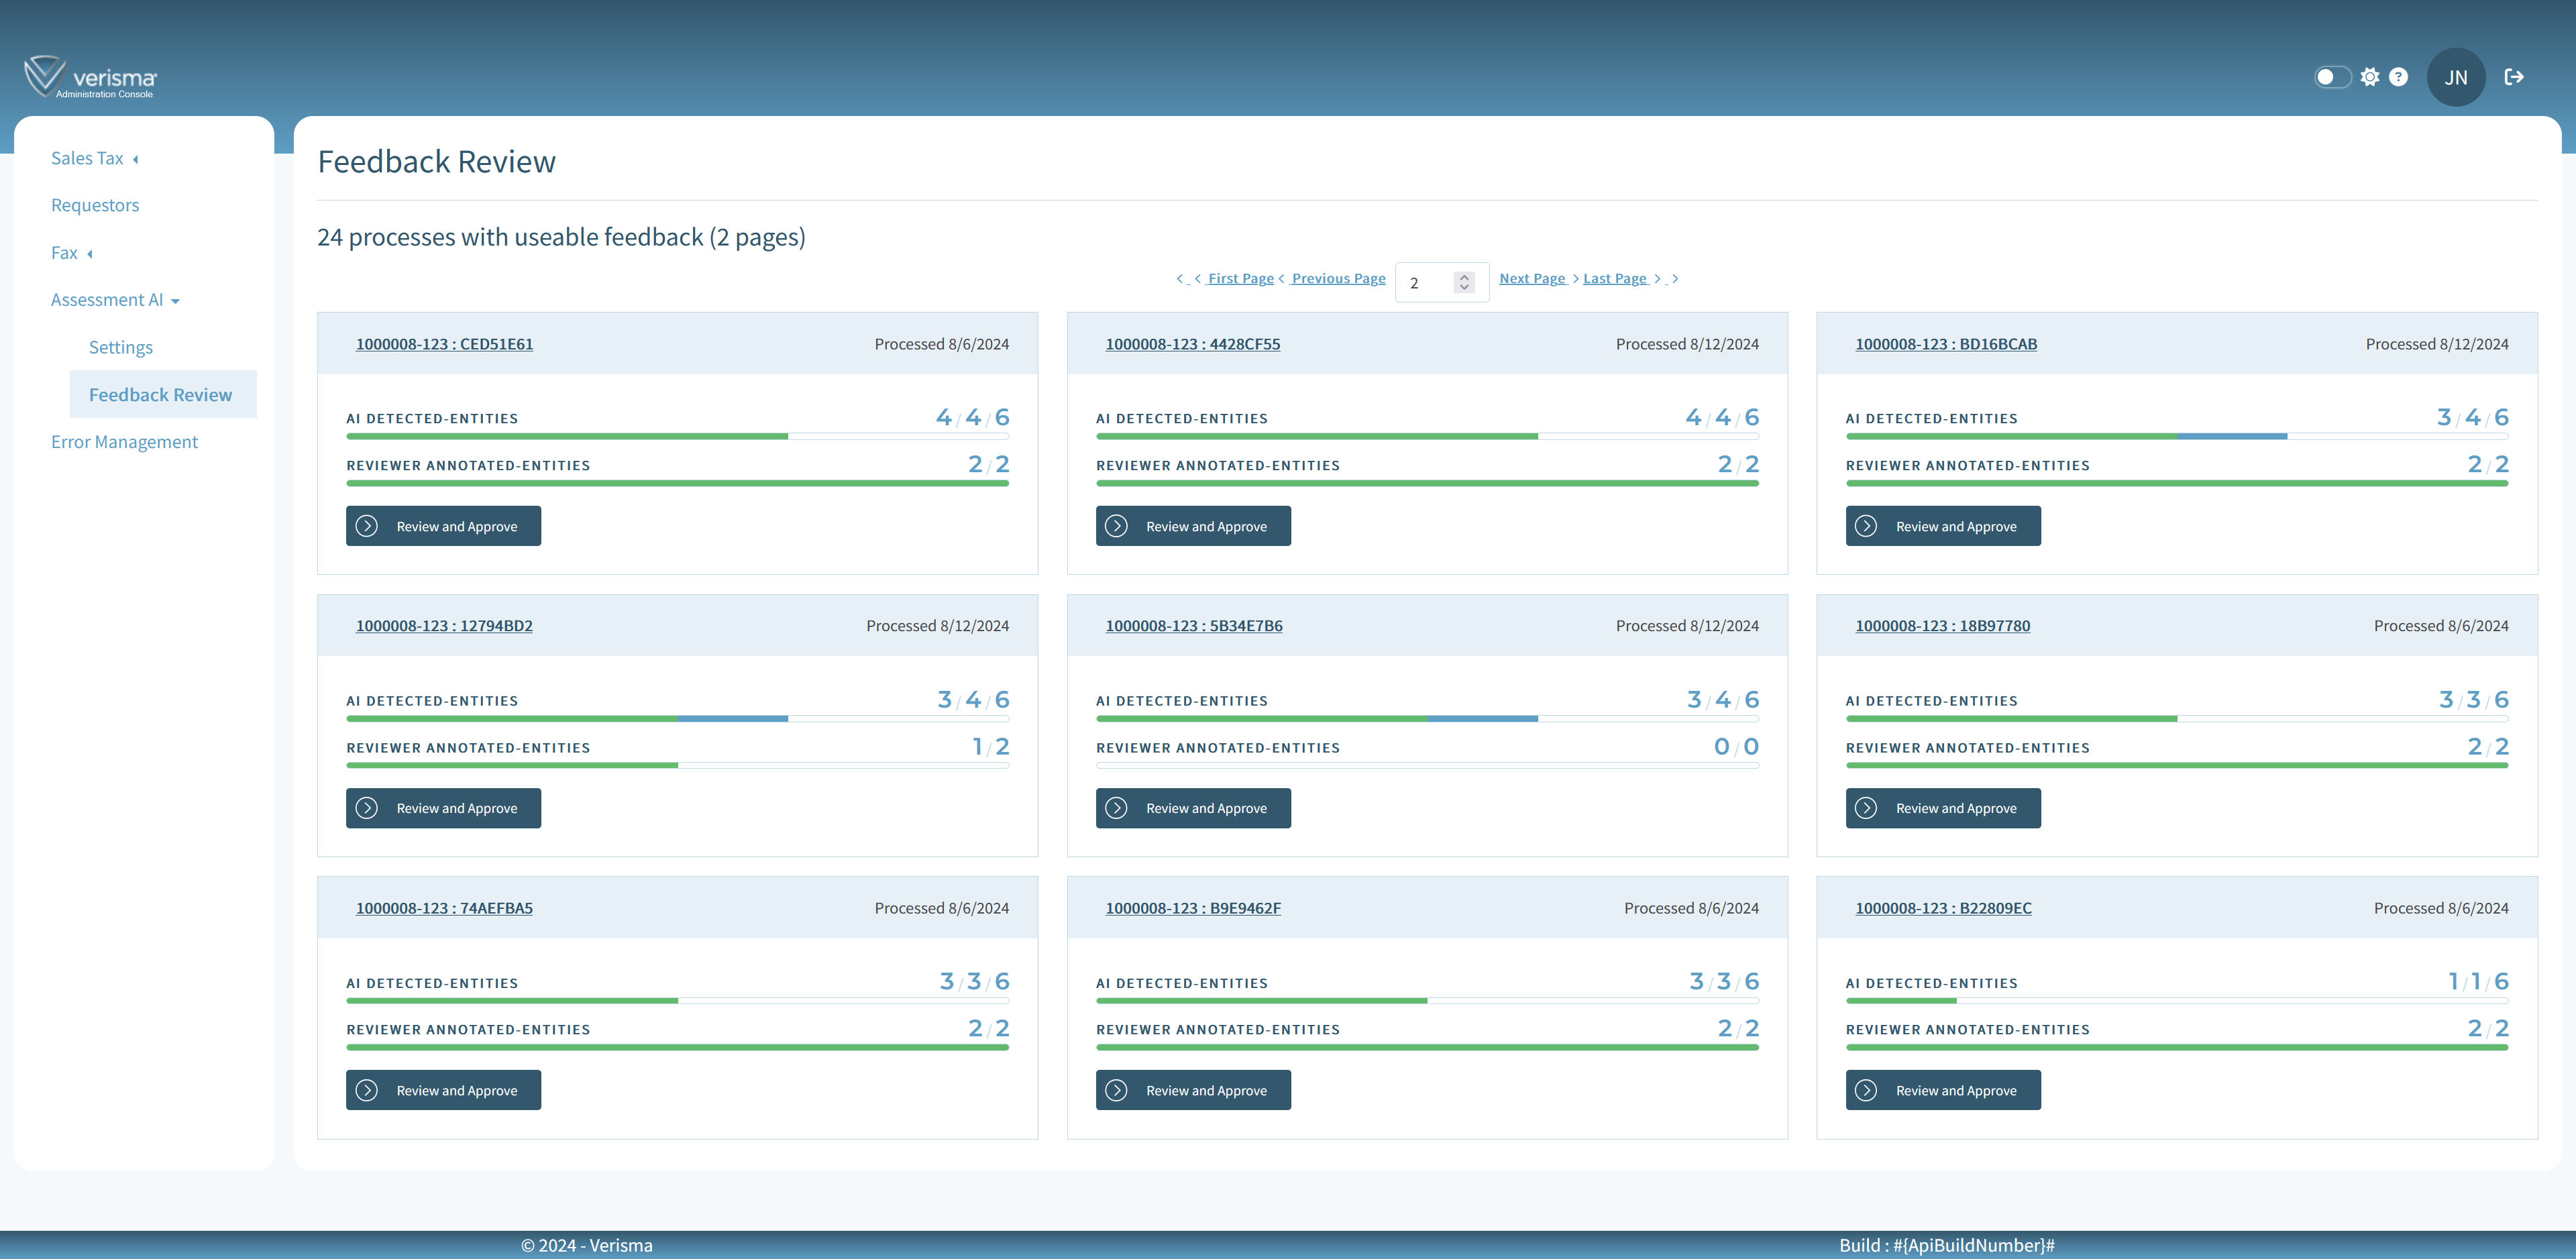 verisma
Administration Console
JN
Sales Tax
Requestors
Fax
Assessment AI
Settings
Feedback Review
Error Management
Feedback Review
24 processes with useable feedback (2 pages)
< < First Page < Previous Page 2 Next Page > Last Page > >
1000008-123 : CED51E61 Processed 8/6/2024
AI DETECTED-ENTITIES 4/4/6
REVIEWER ANNOTATED-ENTITIES 2/2
Review and Approve
1000008-123 : 4428CF55 Processed 8/12/2024
AI DETECTED-ENTITIES 4/4/6
REVIEWER ANNOTATED-ENTITIES 2/2
Review and Approve
1000008-123 : BD16BCAB Processed 8/12/2024
AI DETECTED-ENTITIES 3/4/6
REVIEWER ANNOTATED-ENTITIES 2/2
Review and Approve
1000008-123 : 12794BD2 Processed 8/12/2024
AI DETECTED-ENTITIES 3/4/6
REVIEWER ANNOTATED-ENTITIES 1/2
Review and Approve
1000008-123 : 5B34E7B6 Processed 8/12/2024
AI DETECTED-ENTITIES 3/4/6
REVIEWER ANNOTATED-ENTITIES 0/0
Review and Approve
1000008-123 : 18B97780 Processed 8/6/2024
AI DETECTED-ENTITIES 3/3/6
REVIEWER ANNOTATED-ENTITIES 2/2
Review and Approve
1000008-123 : 74AEFBA5 Processed 8/6/2024
AI DETECTED-ENTITIES 3/3/6
REVIEWER ANNOTATED-ENTITIES 2/2
Review and Approve
1000008-123 : B9E9462F Processed 8/6/2024
AI DETECTED-ENTITIES 3/3/6
REVIEWER ANNOTATED-ENTITIES 2/2
Review and Approve
1000008-123 : B22809EC Processed 8/6/2024
AI DETECTED-ENTITIES 1/1/6
REVIEWER ANNOTATED-ENTITIES 2/2
Review and Approve
© 2024 - Verisma
Build : #{ApiBuildNumber}#